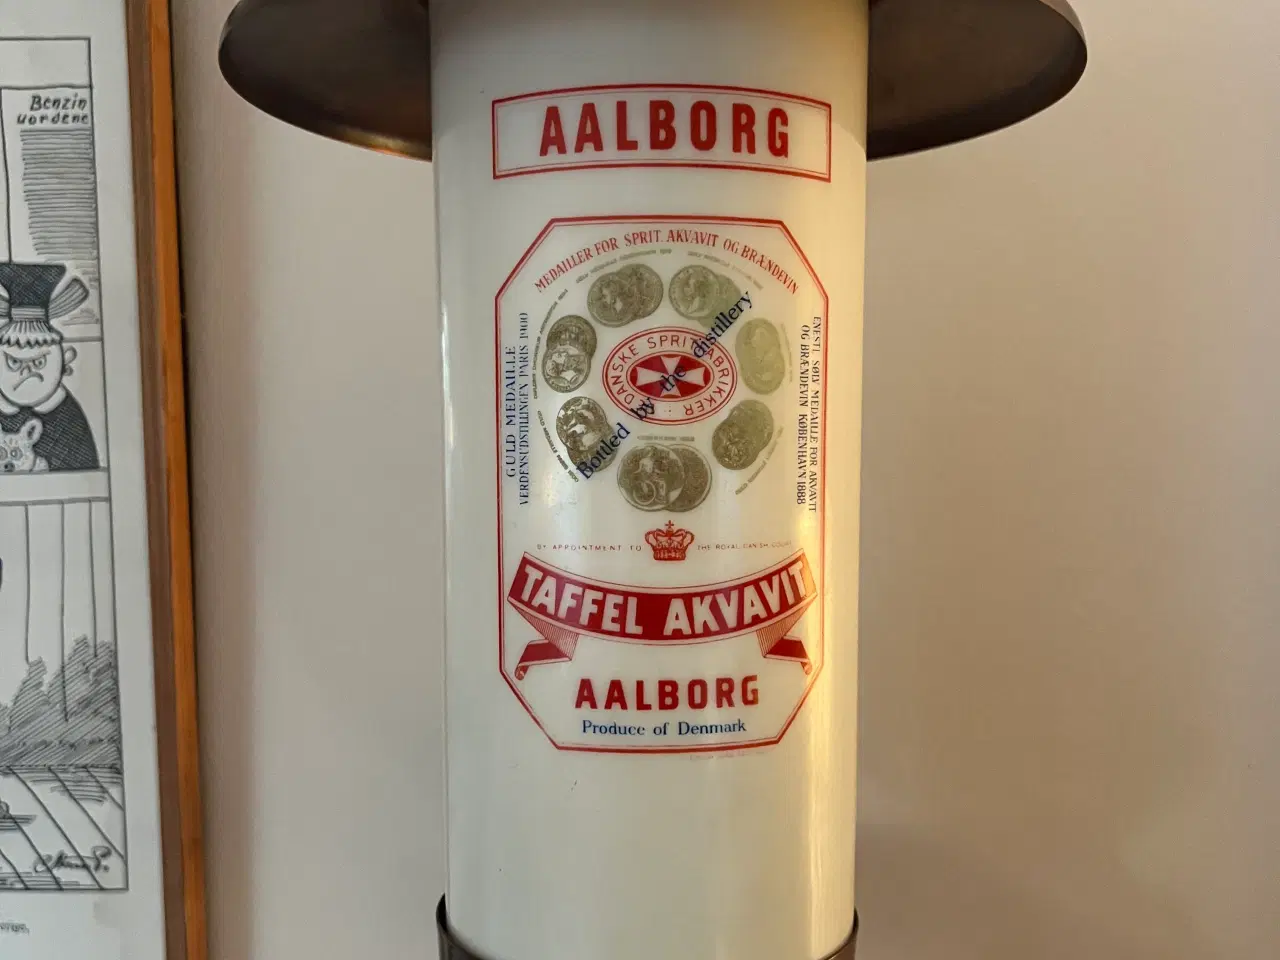 Benzin
vordene
AALBORG
MEDAILLER FOR SPRIT. AKVAVIT OG BRÆNDEVIN
GULD MEDAILLE
VERDENSUDSTILLINGEN PARIS 1900
ENESTE SØLV MEDAILLE FOR AKVAVIT
OG BRÆNDEVIN KØBENHAVN 1888
DANSKE SPRITFABRIKKER
Bottled by the distillery
BY APPOINTMENT TO THE ROYAL DANISH COURT
TAFFEL AKVAVIT
AALBORG
Produce of Denmark